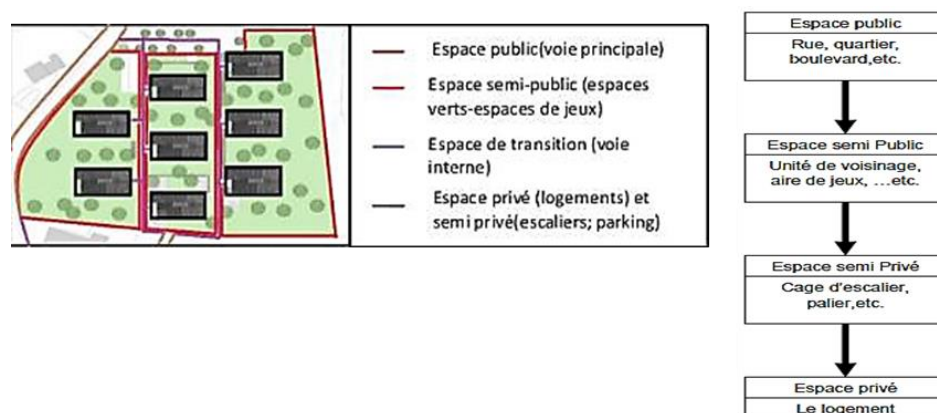 Espace public(voie principale)
Espace semi-public (espaces
verts-espaces de jeux)
Espace de transition (voie
interne)
Espace privé (logements) et
semi privé(escaliers; parking)
Espace public
Rue, quartier,
boulevard,etc.
Espace semi Public
Unité de voisinage,
aire de jeux, ...etc.
Espace semi Privé
Cage d'escalier,
palier,etc.
Espace privé
Le logement